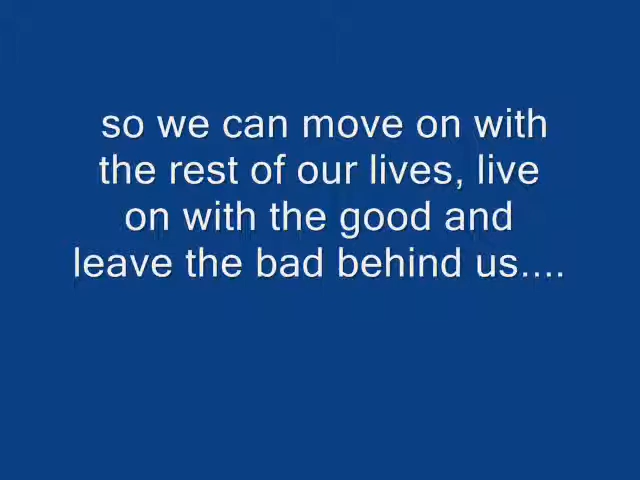 so we can move on with
the rest of our lives, live
on with the good and
leave the bad behind us....